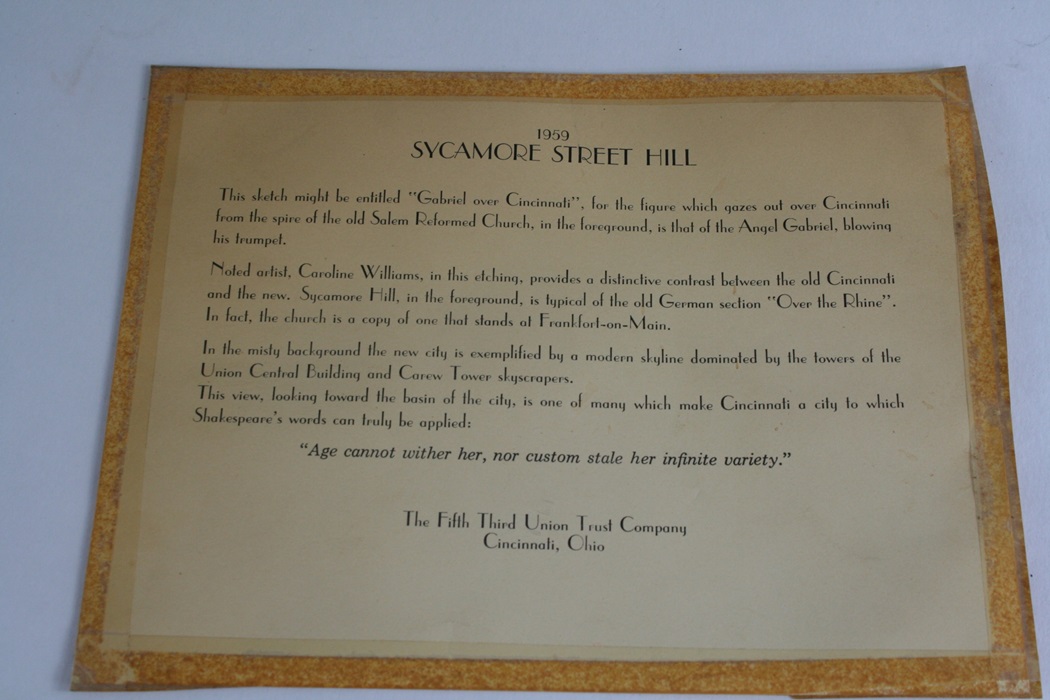 1959
SYCAMORE STREET HILL
This sketch might be entitled "Gabriel over Cincinnati", for the figure which gazes out over Cincinnati
from the spire of the old Salem Reformed Church, in the foreground, is that of the Angel Gabriel, blowing
his trumpet.
Noted artist, Caroline Williams, in this etching, provides a distinctive contrast between the old Cincinnati
and the new. Sycamore Hill, in the foreground, is typical of the old German section "Over the Rhine".
In fact, the church is a copy of one that stands at Frankfort-on-Main.
In the misty background the new city is exemplified by a modern skyline dominated by the towers of the
Union Central Building and Carew Tower skyscrapers.
This view, looking toward the basin of the city, is one of many which make Cincinnati a city to which
Shakespeare's words can truly be applied:
"Age cannot wither her, nor custom stale her infinite variety."
The Fifth Third Union Trust Company
Cincinnati, Ohio